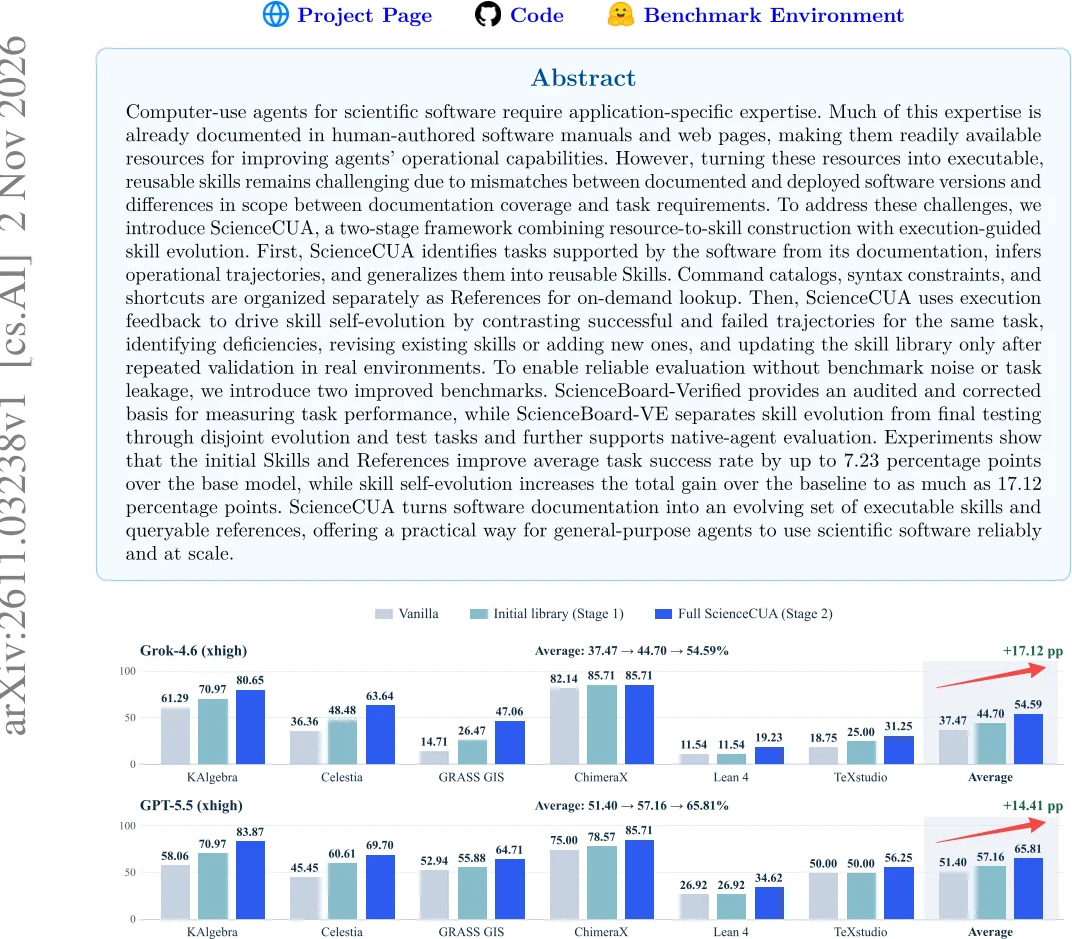 Project Page Code Benchmark Environment
arXiv:2611.03238v1 [cs.AI] 2 Nov 2026
Abstract
Computer-use agents for scientific software require application-specific expertise. Much of this expertise is
already documented in human-authored software manuals and web pages, making them readily available
resources for improving agents' operational capabilities. However, turning these resources into executable,
reusable skills remains challenging due to mismatches between documented and deployed software versions and
differences in scope between documentation coverage and task requirements. To address these challenges, we
introduce ScienceCUA, a two-stage framework combining resource-to-skill construction with execution-guided
skill evolution. First, ScienceCUA identifies tasks supported by the software from its documentation, infers
operational trajectories, and generalizes them into reusable Skills. Command catalogs, syntax constraints, and
shortcuts are organized separately as References for on-demand lookup. Then, ScienceCUA uses execution
feedback to drive skill self-evolution by contrasting successful and failed trajectories for the same task,
identifying deficiencies, revising existing skills or adding new ones, and updating the skill library only after
repeated validation in real environments. To enable reliable evaluation without benchmark noise or task
leakage, we introduce two improved benchmarks. ScienceBoard-Verified provides an audited and corrected
basis for measuring task performance, while ScienceBoard-VE separates skill evolution from final testing
through disjoint evolution and test tasks and further supports native-agent evaluation. Experiments show
that the initial Skills and References improve average task success rate by up to 7.23 percentage points
over the base model, while skill self-evolution increases the total gain over the baseline to as much as 17.12
percentage points. ScienceCUA turns software documentation into an evolving set of executable skills and
queryable references, offering a practical way for general-purpose agents to use scientific software reliably
and at scale.
Vanilla Initial library (Stage 1) Full ScienceCUA (Stage 2)
Grok-4.6 (xhigh) Average: 37.47 → 44.70 → 54.59% +17.12 pp
100
50
0
61.29 70.97 80.65
36.36 48.48 63.64
14.71 26.47 47.06
82.14 85.71 85.71
11.54 11.54 19.23
18.75 25.00 31.25
37.47 44.70 54.59
KAlgebra Celestia GRASS GIS ChimeraX Lean 4 TeXstudio Average
GPT-5.5 (xhigh) Average: 51.40 → 57.16 → 65.81% +14.41 pp
100
50
0
58.06 70.97 83.87
45.45 60.61 69.70
52.94 55.88 64.71
75.00 78.57 85.71
26.92 26.92 34.62
50.00 50.00 56.25
51.40 57.16 65.81
KAlgebra Celestia GRASS GIS ChimeraX Lean 4 TeXstudio Average